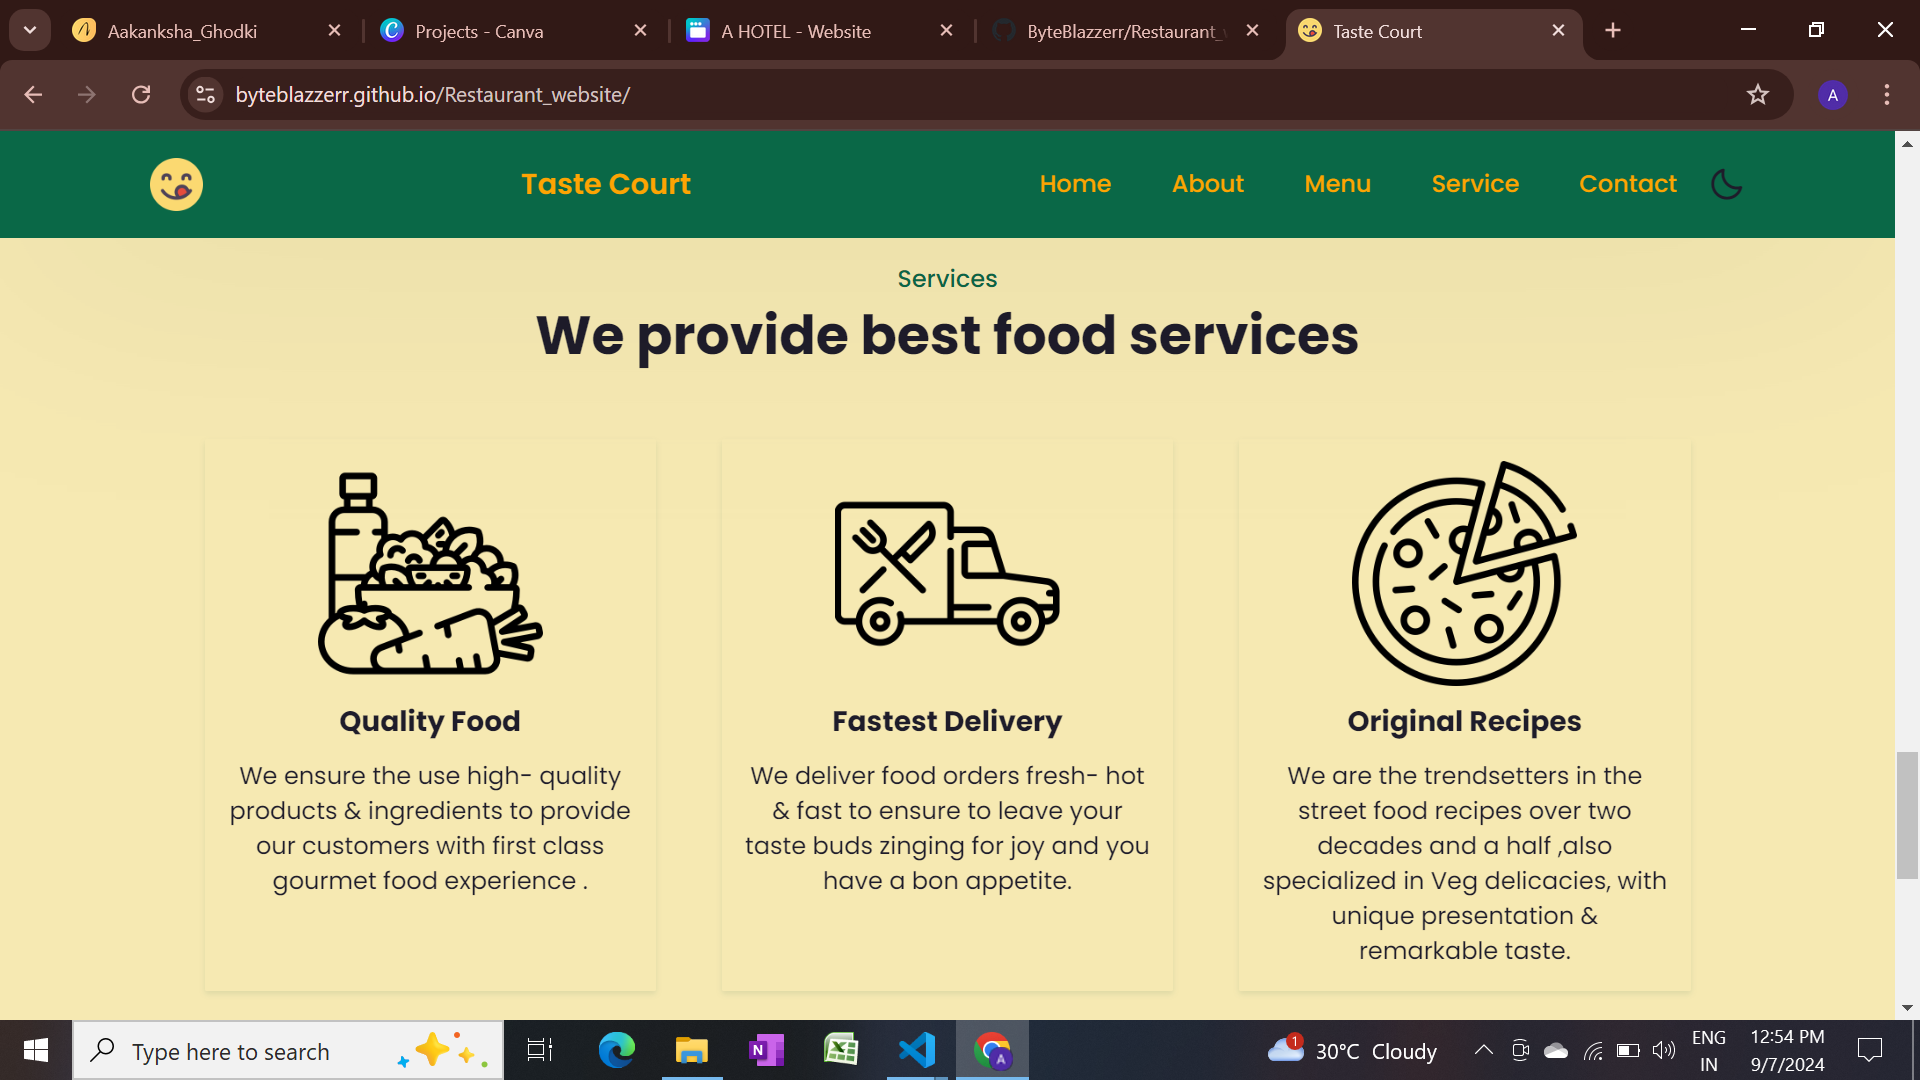 Aakanksha_Ghodki
Projects - Canva
A HOTEL - Website
ByteBlazzerr/Restaurant_
Taste Court
byteblazzerr.github.io/Restaurant_website/
A
Taste Court
Home
About
Menu
Service
Contact
Services
We provide best food services
Quality Food
We ensure the use high- quality
products & ingredients to provide
our customers with first class
gourmet food experience .
Fastest Delivery
We deliver food orders fresh- hot
& fast to ensure to leave your
taste buds zinging for joy and you
have a bon appetite.
Original Recipes
We are the trendsetters in the
street food recipes over two
decades and a half ,also
specialized in Veg delicacies, with
unique presentation &
remarkable taste.
Type here to search
N
A
1
30°C Cloudy
ENG
IN
12:54 PM
9/7/2024